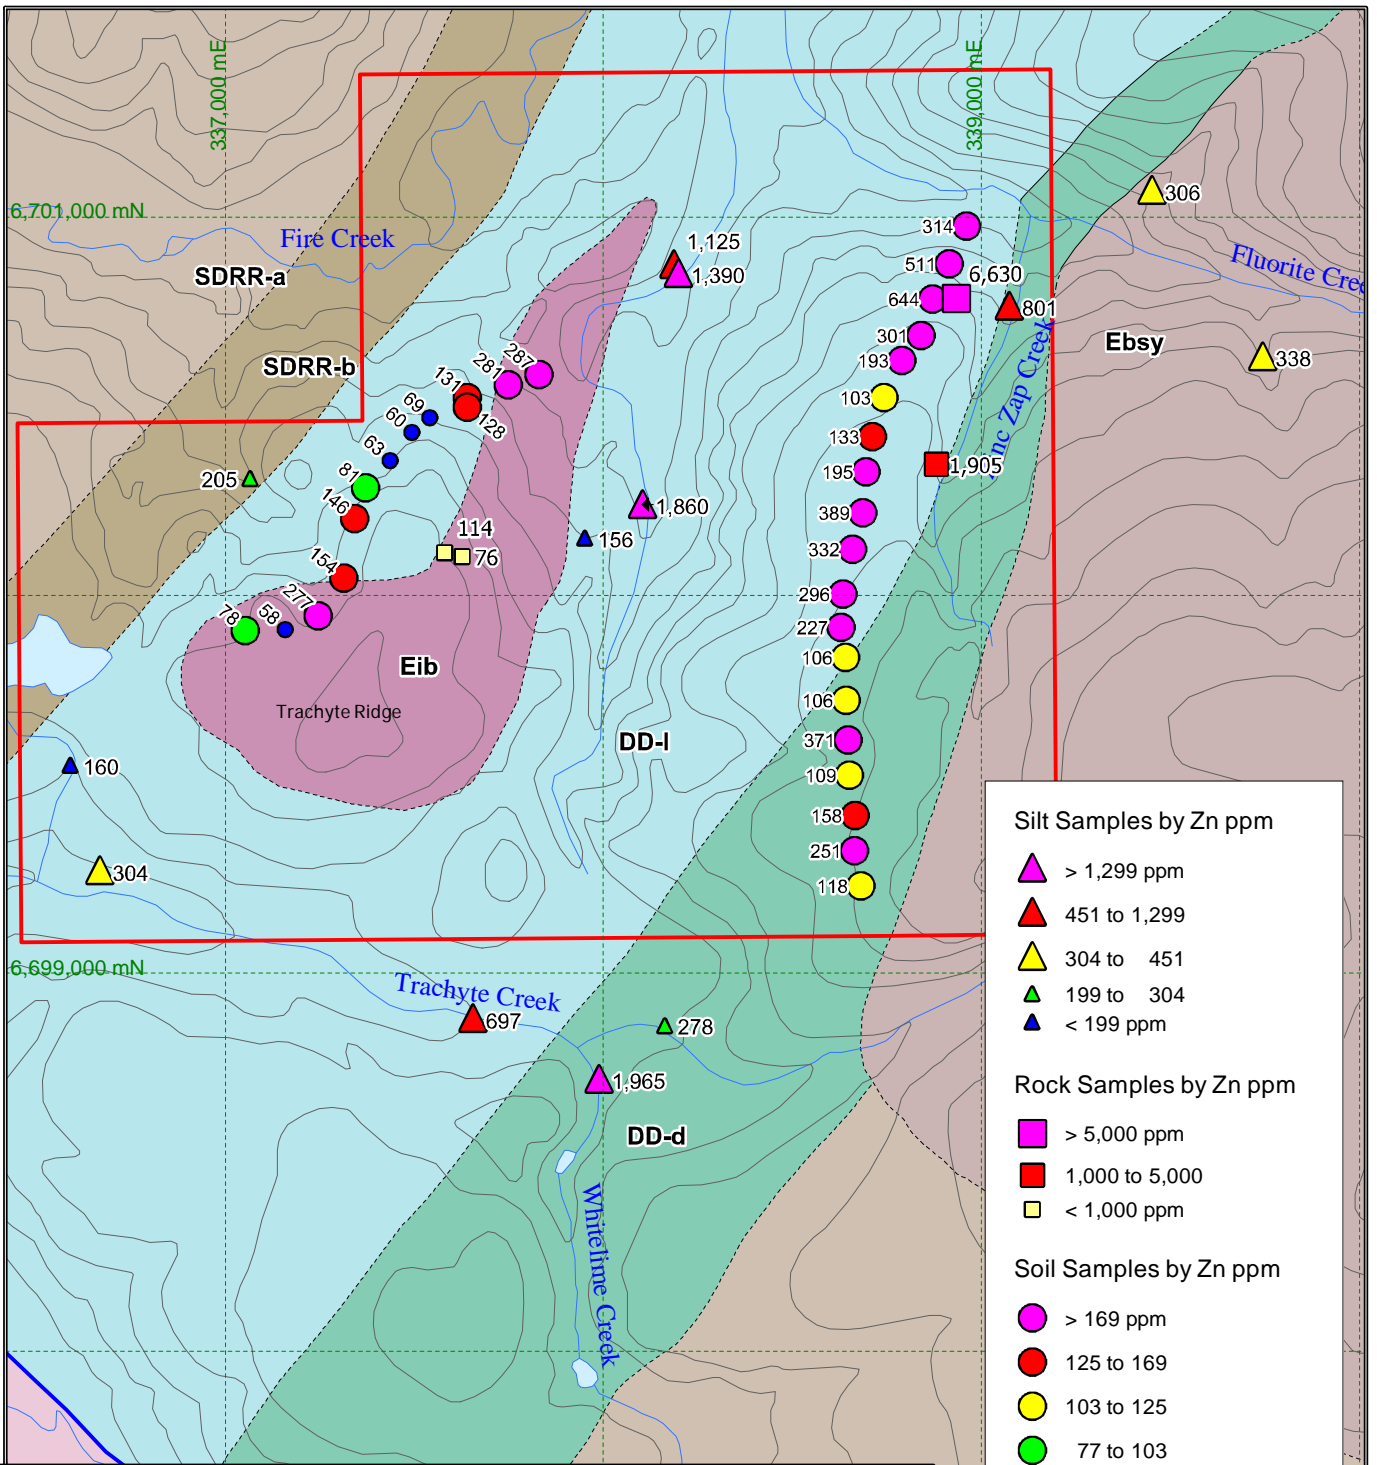 337,000 mE
339,000 mE
306
6,701,000 mN
314
Fire Creek
1,125
Fluorite Cree
SDRR-a
511
6,630
1,390
644
801
301
Ebsy
193
338
SDRR-b
287
281
131
103
69
128
60
133
inc Zap Creek
63
195
1,905
205
81
146
389
1,860
114
156
76
332
154
277
296
58
78
227
106
Eib
106
Trachyte Ridge
DD-l
371
160
109
158
304
251
118
6,699,000 mN
Trachyte Creek
697
278
1,965
DD-d
Whitelime Creek
Silt Samples by Zn ppm
> 1,299 ppm
451 to 1,299
304 to 451
199 to 304
< 199 ppm
Rock Samples by Zn ppm
> 5,000 ppm
1,000 to 5,000
< 1,000 ppm
Soil Samples by Zn ppm
> 169 ppm
125 to 169
103 to 125
77 to 103